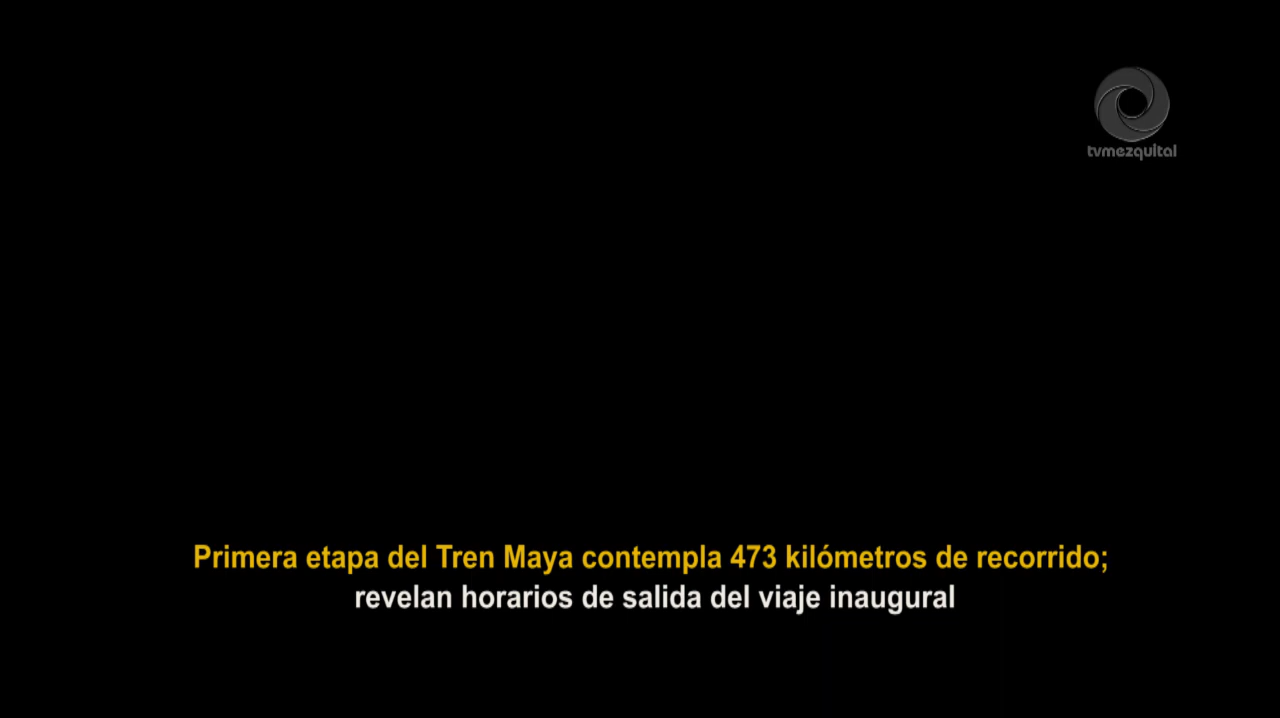 tvmezquital
Primera etapa del Tren Maya contempla 473 kilómetros de recorrido;
revelan horarios de salida del viaje inaugural